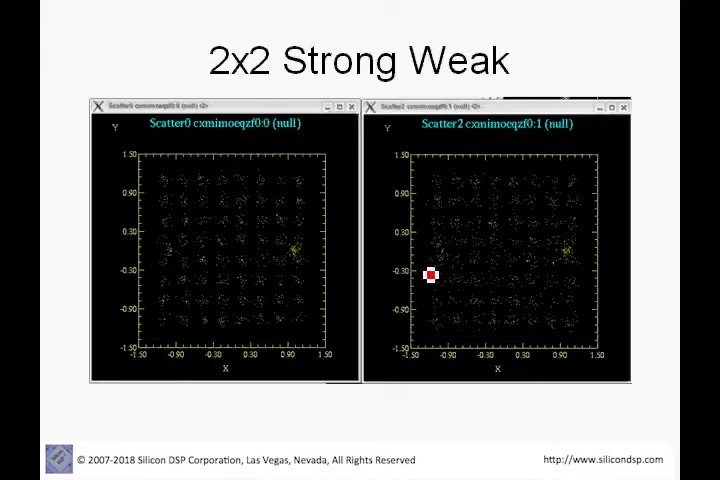 2x2 Strong Weak
Scatter0 cxmimoeqzf0:0 (null)
Y
1.50
0.90
0.30
-0.30
-0.90
-1.50
-1.50 -0.90 -0.30 0.30 0.90 1.50
X
Scatter2 cxmimoeqzf0:1 (null)
Y
1.50
0.90
0.30
-0.30
-0.90
-1.50
-1.50 -0.90 -0.30 0.30 0.90 1.50
X
© 2007-2018 Silicon DSP Corporation, Las Vegas, Nevada, All Rights Reserved
http://www.silicondsp.com